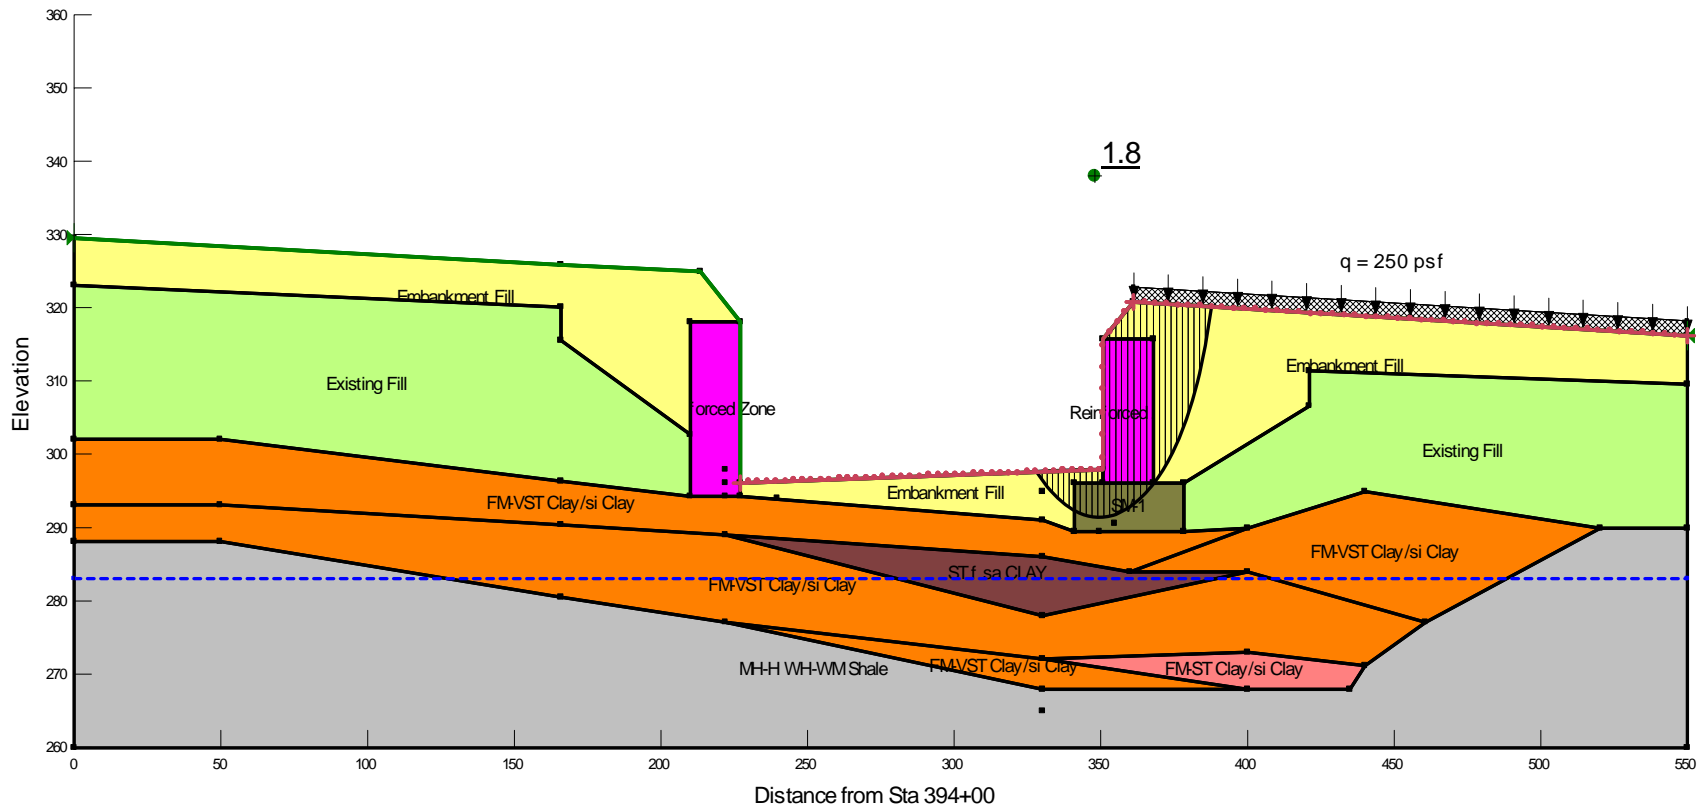 360
350
340
330
320
310
300
290
280
270
260
Elevation
1.8
q = 250 psf
Embankment Fill
Embankment Fill
Existing Fill
forced Zone
Reinforced
Existing Fill
FM-VST Clay/si Clay
Embankment Fill
SM-1
FM-VST Clay/si Clay
ST f. sa CLAY
FM-VST Clay/si Clay
MH-H WH-WM Shale
FM-VST Clay/si Clay
FM-ST Clay/si Clay
0
50
100
150
200
250
300
350
400
450
500
550
Distance from Sta 394+00